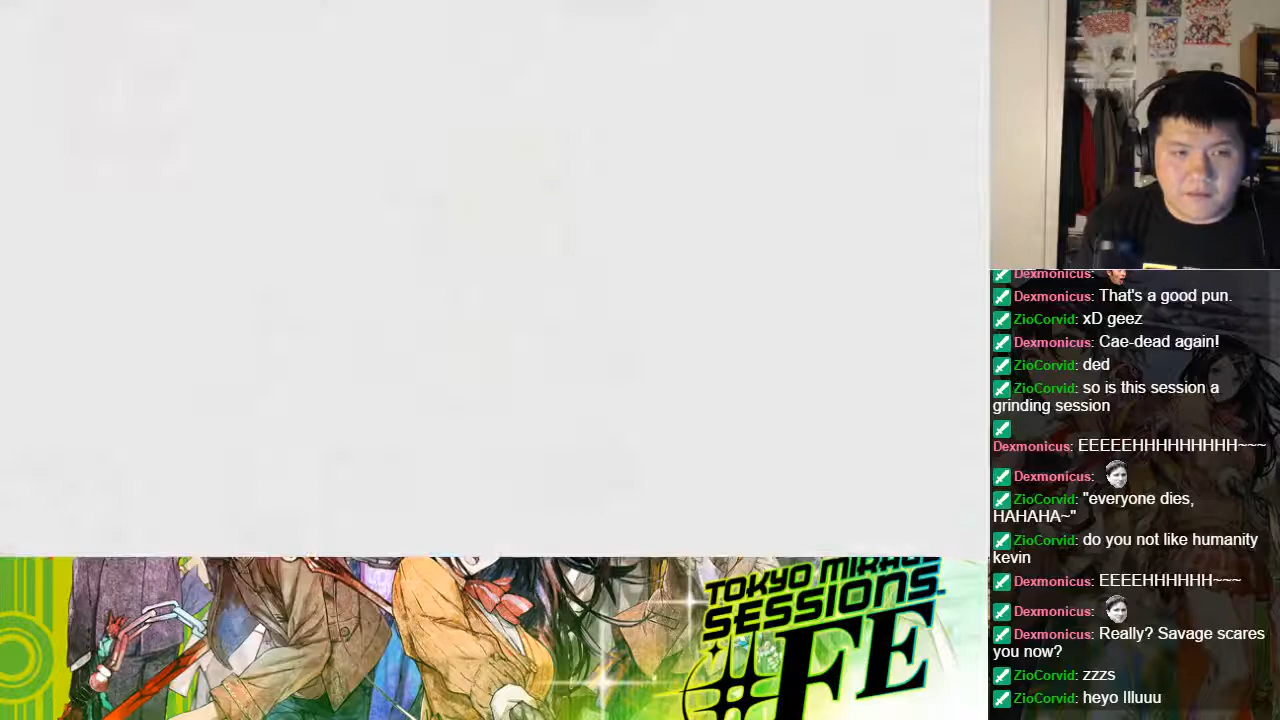 Dexmonicus:
Dexmonicus: That's a good pun.
ZioCorvid: xD geez
Dexmonicus: Cae-dead again!
ZioCorvid: ded
ZioCorvid: so is this session a
grinding session
Dexmonicus: EEEEEHHHHHHHHH~~~
Dexmonicus:
ZioCorvid: "everyone dies,
HAHAHA~"
ZioCorvid: do you not like humanity
kevin
Dexmonicus: EEEEHHHHHH~~~
Dexmonicus:
Dexmonicus: Really? Savage scares
you now?
ZioCorvid: zzzs
ZioCorvid: heyo llluuu
TOKYO MIRAGE
SESSIONS
#FE